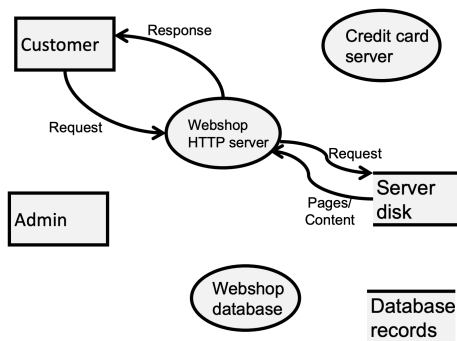 Customer
Response
Credit card
server
Request
Webshop
HTTP server
Request
Server
disk
Pages/
Content
Admin
Webshop
database
Database
records